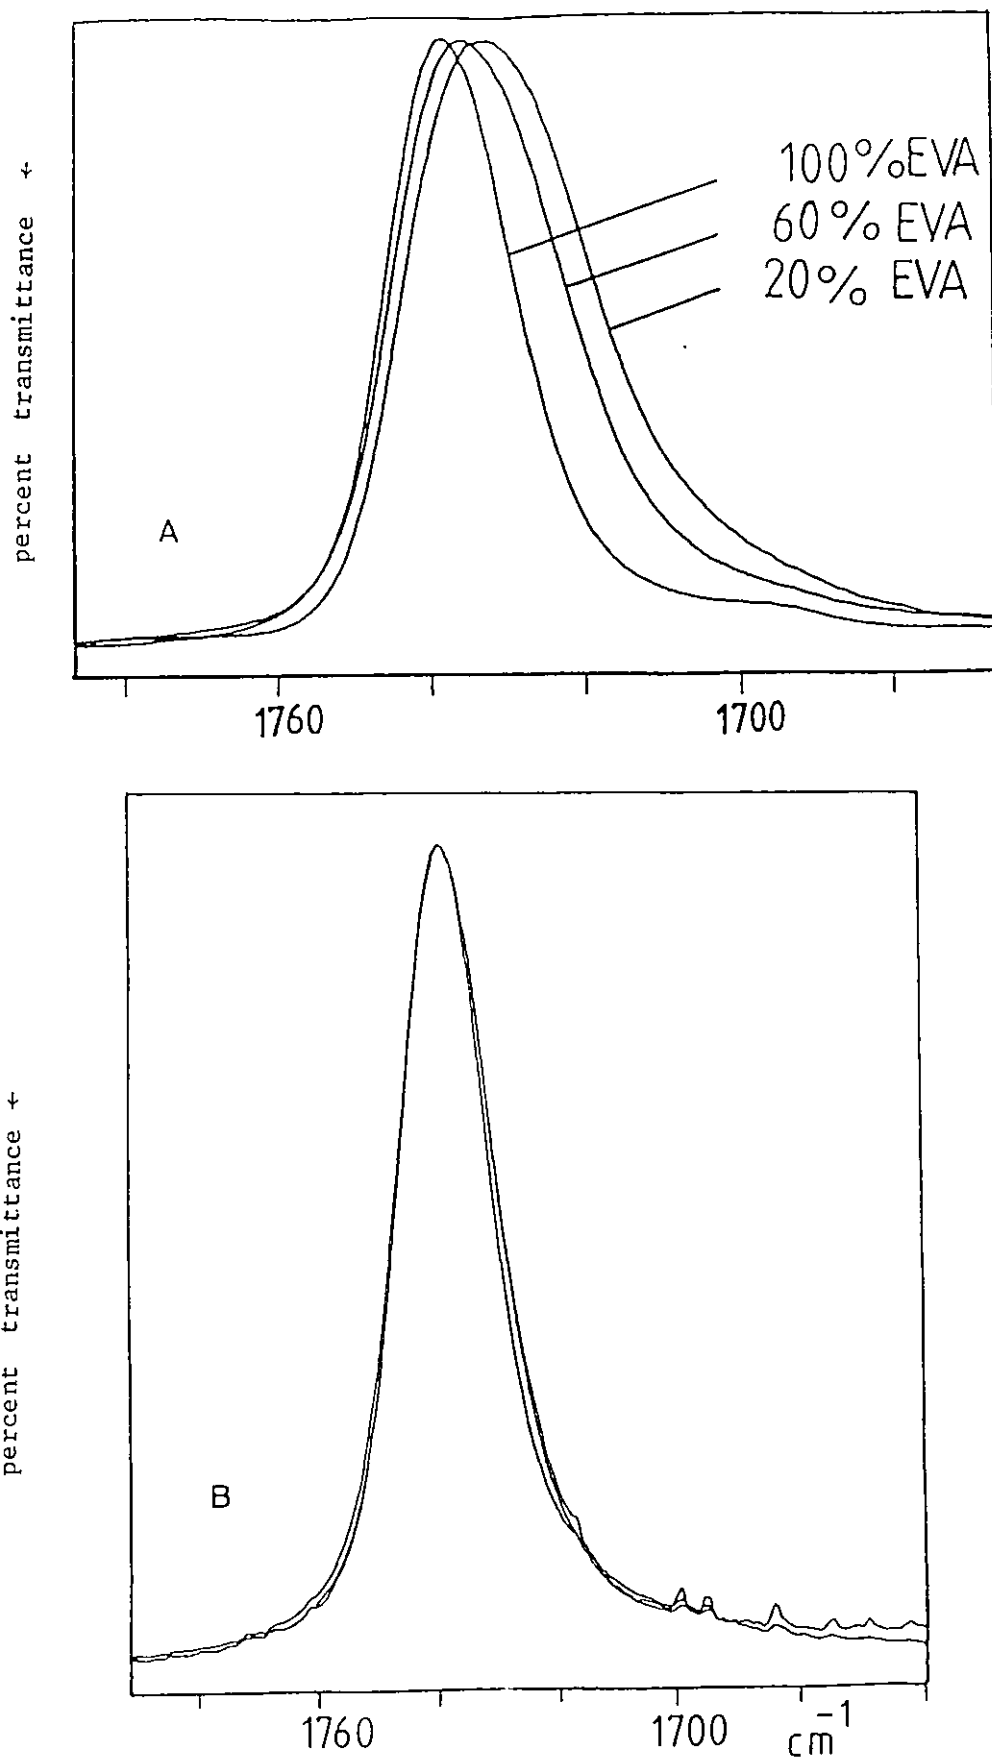 percent transmittance ←
100%EVA
60% EVA
20% EVA
A
1760 1700
percent transmittance ←
B
1760 1700 cm⁻¹